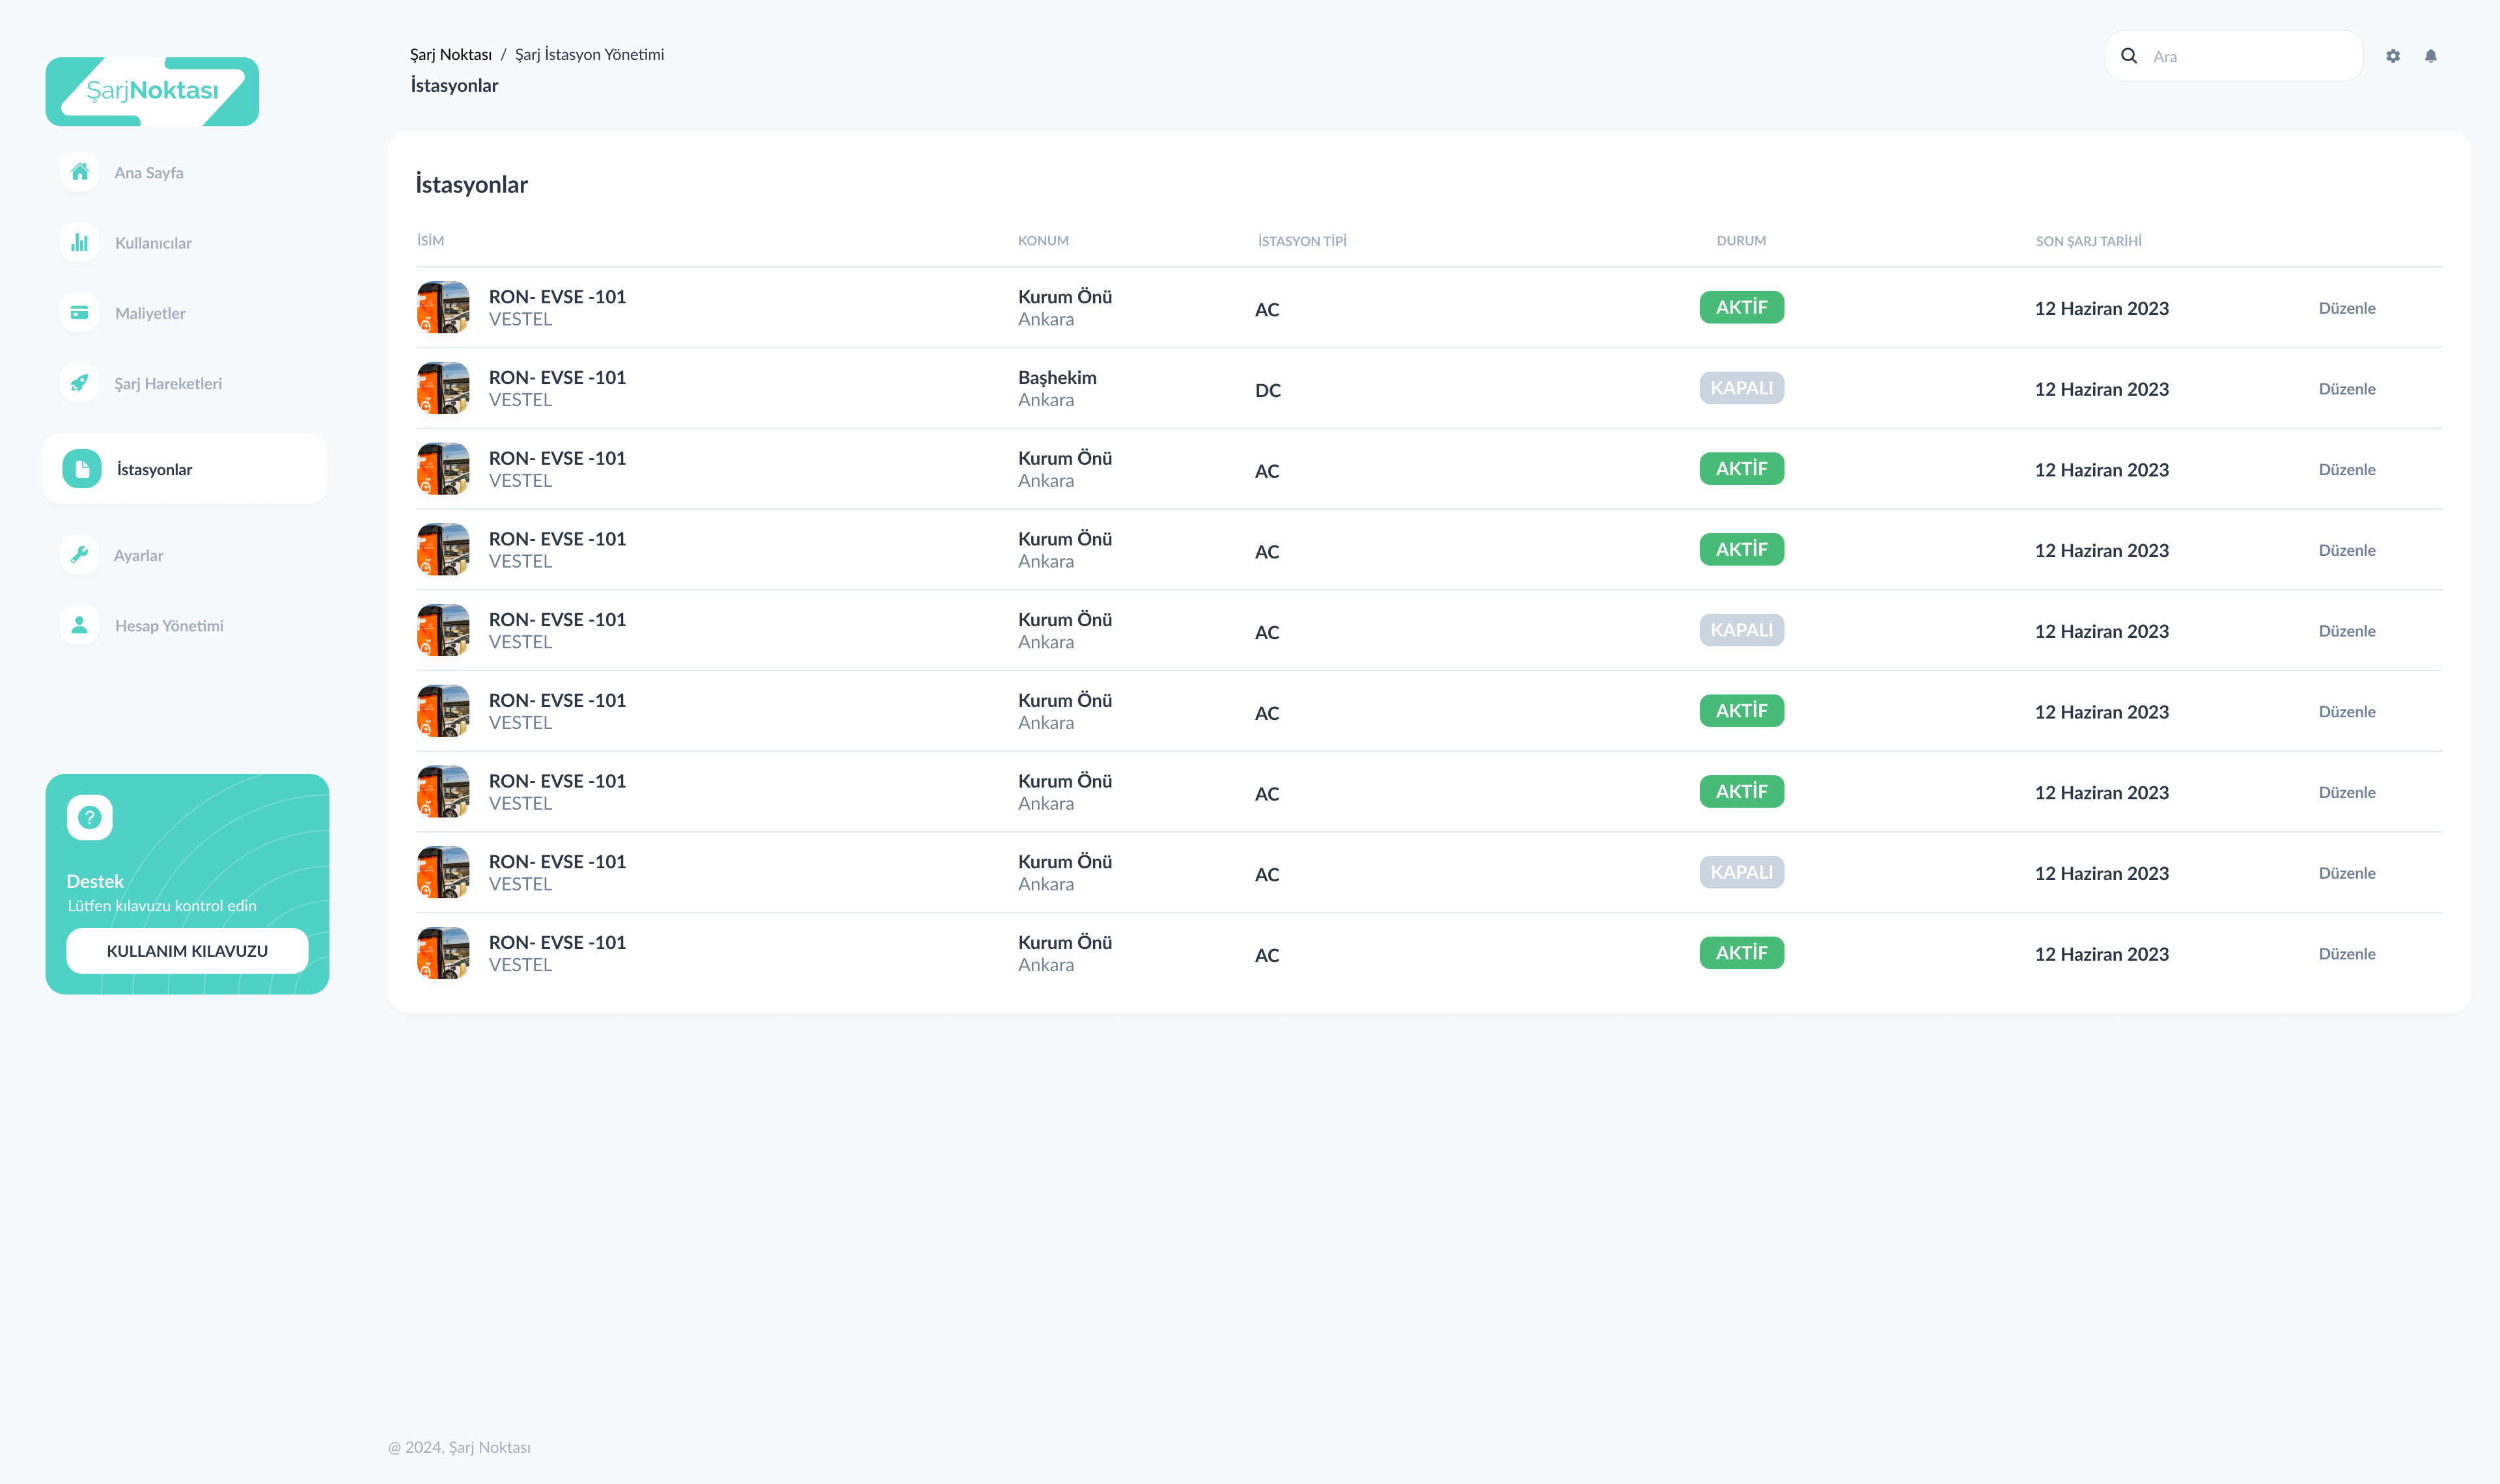 ŞarjNoktası
Şarj Noktası / Şarj İstasyon Yönetimi
İstasyonlar
Ara
Ana Sayfa
Kullanıcılar
Maliyetler
Şarj Hareketleri
İstasyonlar
Ayarlar
Hesap Yönetimi
?
Destek
Lütfen kılavuzu kontrol edin
KULLANIM KILAVUZU
İstasyonlar
İSİM KONUM İSTASYON TİPİ DURUM SON ŞARJ TARİHİ
RON- EVSE -101 Kurum Önü AC AKTİF 12 Haziran 2023 Düzenle
VESTEL Ankara
RON- EVSE -101 Başhekim DC KAPALI 12 Haziran 2023 Düzenle
VESTEL Ankara
RON- EVSE -101 Kurum Önü AC AKTİF 12 Haziran 2023 Düzenle
VESTEL Ankara
RON- EVSE -101 Kurum Önü AC AKTİF 12 Haziran 2023 Düzenle
VESTEL Ankara
RON- EVSE -101 Kurum Önü AC KAPALI 12 Haziran 2023 Düzenle
VESTEL Ankara
RON- EVSE -101 Kurum Önü AC AKTİF 12 Haziran 2023 Düzenle
VESTEL Ankara
RON- EVSE -101 Kurum Önü AC AKTİF 12 Haziran 2023 Düzenle
VESTEL Ankara
RON- EVSE -101 Kurum Önü AC KAPALI 12 Haziran 2023 Düzenle
VESTEL Ankara
RON- EVSE -101 Kurum Önü AC AKTİF 12 Haziran 2023 Düzenle
VESTEL Ankara
@ 2024, Şarj Noktası